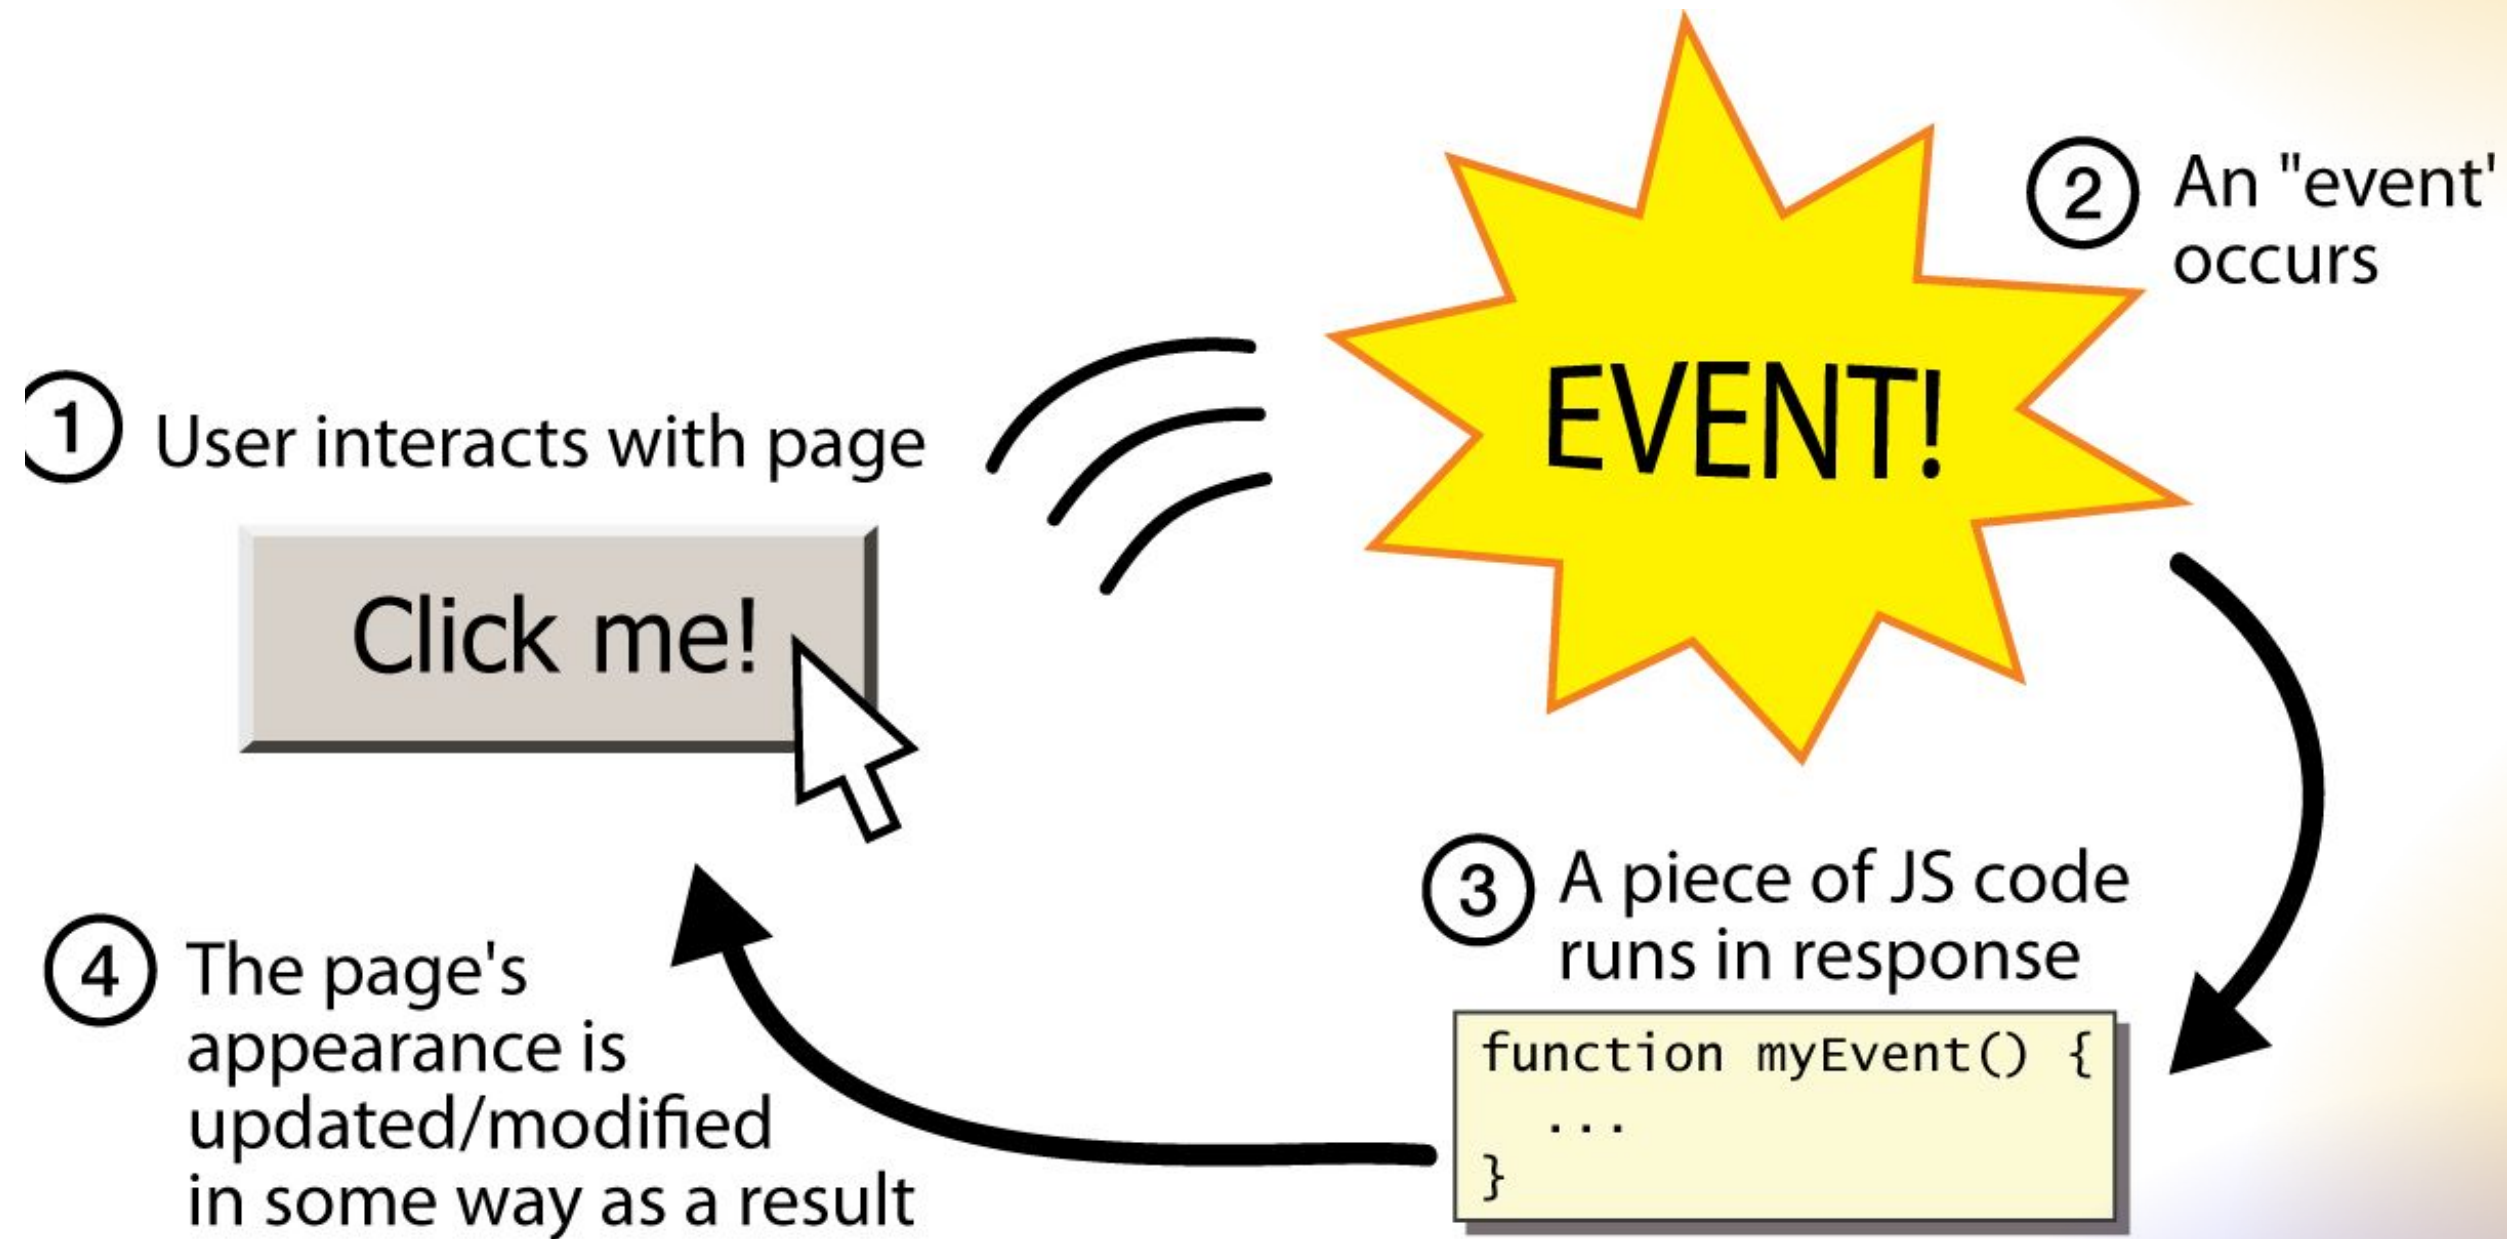 1 User interacts with page
Click me!
EVENT!
2 An "event'
occurs
3 A piece of JS code
runs in response
function myEvent() {
...
}
4 The page's
appearance is
updated/modified
in some way as a result